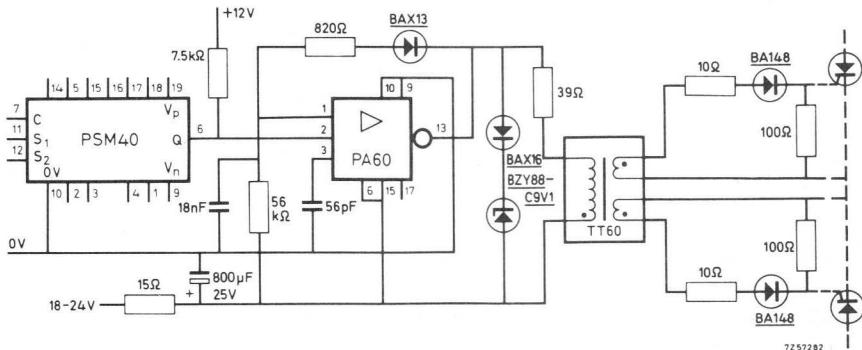 +12V
820Ω
BAX13
7.5kΩ
14 5 15 16 17 18 19
10 9
39Ω
10Ω
BA148
7 C Vp
11 S1 PSM40 Q 6
12 S2
0V Vn
10 2 3 4 1 9
1
2
3
PA60
13
6 15 17
100Ω
BAX16
BZY88-
C9V1
TT60
18nF
56
kΩ
56pF
100Ω
0V
10Ω
800µF
25V
+
15Ω
18-24V
BA148
7Z57282